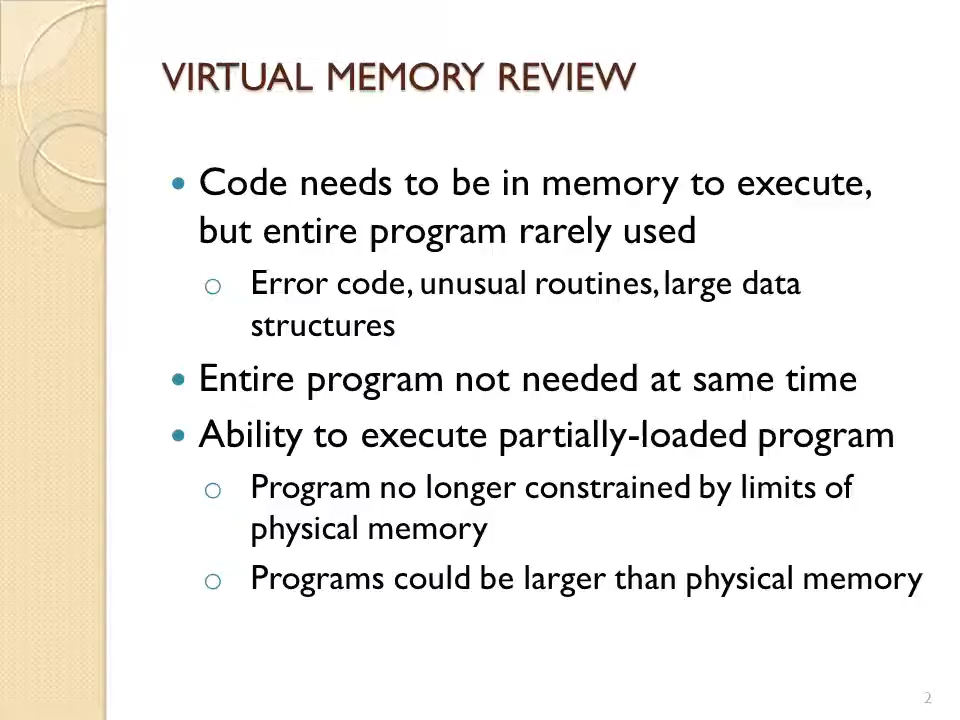 VIRTUAL MEMORY REVIEW
Code needs to be in memory to execute,
but entire program rarely used
Error code, unusual routines, large data
structures
Entire program not needed at same time
Ability to execute partially-loaded program
Program no longer constrained by limits of
physical memory
Programs could be larger than physical memory
2